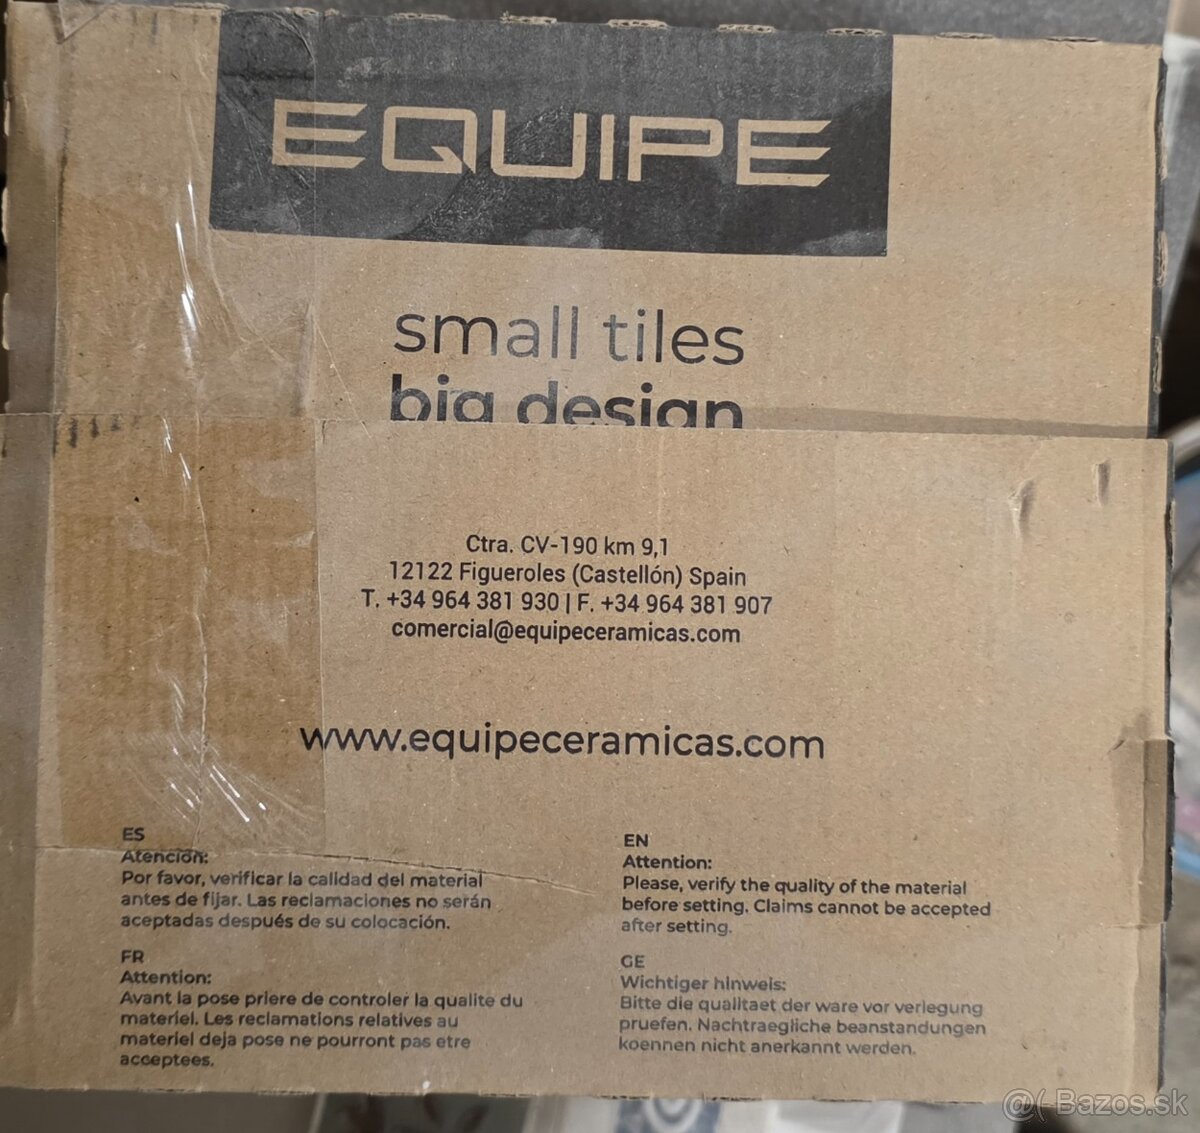 EQUIPE
small tiles
big design
Ctra. CV-190 km 9,1
12122 Figueroles (Castellón) Spain
T. +34 964 381 930 | F. +34 964 381 907
comercial@equipeceramicas.com
www.equipeceramicas.com
ES
Atención:
Por favor, verificar la calidad del material
antes de fijar. Las reclamaciones no serán
aceptadas después de su colocación.
EN
Attention:
Please, verify the quality of the material
before setting. Claims cannot be accepted
after setting.
FR
Attention:
Avant la pose priere de controler la qualite du
materiel. Les reclamations relatives au
materiel deja pose ne pourront pas etre
acceptees.
GE
Wichtiger hinweis:
Bitte die qualitaet der ware vor verlegung
pruefen. Nachtraegliche beanstandungen
koennen nicht anerkannt werden.
@( Bazos.sk